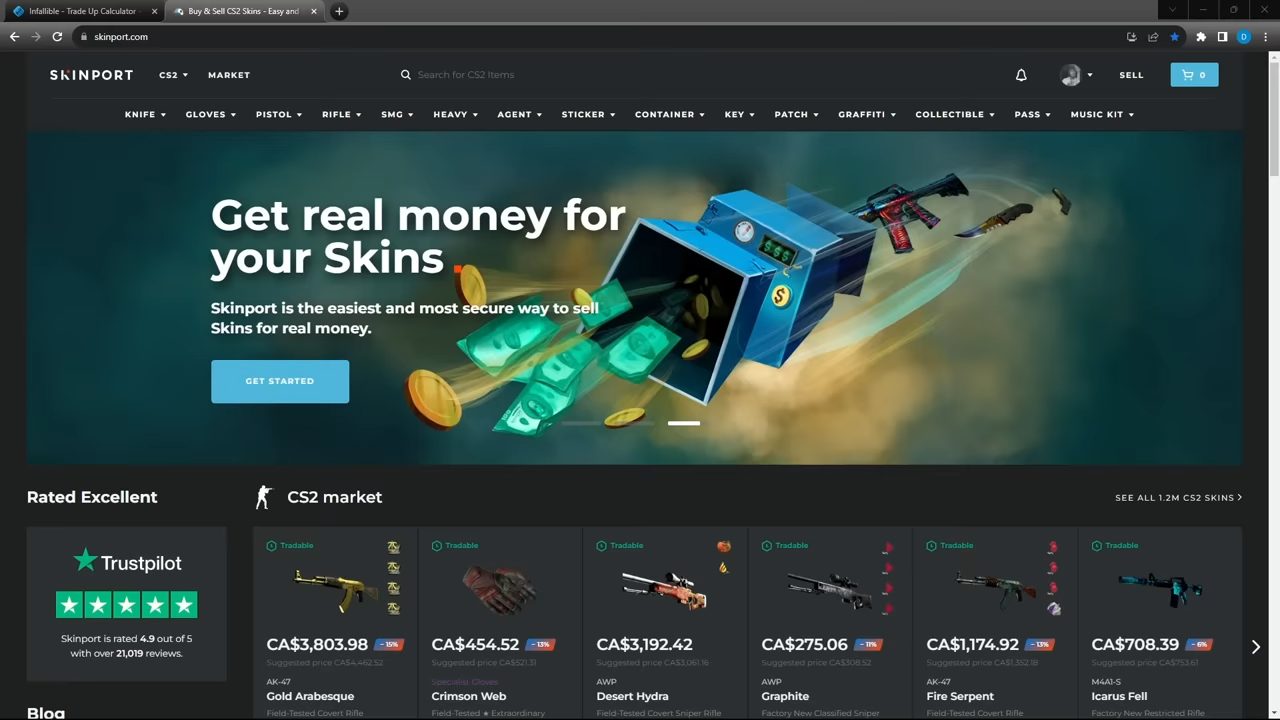 Infallible - Trade Up Calculator -
Buy & Sell CS2 Skins - Easy and
skinport.com
D
SKINPORT
CS2
MARKET
Search for CS2 Items
SELL
0
KNIFE
GLOVES
PISTOL
RIFLE
SMG
HEAVY
AGENT
STICKER
CONTAINER
KEY
PATCH
GRAFFITI
COLLECTIBLE
PASS
MUSIC KIT
Get real money for
your Skins
Skinport is the easiest and most secure way to sell
Skins for real money.
GET STARTED
$$$
$
Rated Excellent
CS2 market
SEE ALL 1.2M CS2 SKINS
Trustpilot
Skinport is rated 4.9 out of 5
with over 21,019 reviews.
Blog
Tradable
CA$3,803.98 - 15%
Suggested price CA$4,462.52
AK-47
Gold Arabesque
Field-Tested Covert Rifle
Tradable
CA$454.52 - 13%
Suggested price CA$521.31
Specialist Gloves
Crimson Web
Field-Tested ★ Extraordinary
Tradable
CA$3,192.42
Suggested price CA$3,061.16
AWP
Desert Hydra
Field-Tested Covert Sniper Rifle
Tradable
CA$275.06 - 11%
Suggested price CA$308.52
AWP
Graphite
Factory New Classified Sniper
Tradable
CA$1,174.92 - 13%
Suggested price CA$1,352.18
AK-47
Fire Serpent
Field-Tested Covert Rifle
Tradable
CA$708.39 - 6%
Suggested price CA$753.61
M4A1-S
Icarus Fell
Factory New Restricted Rifle